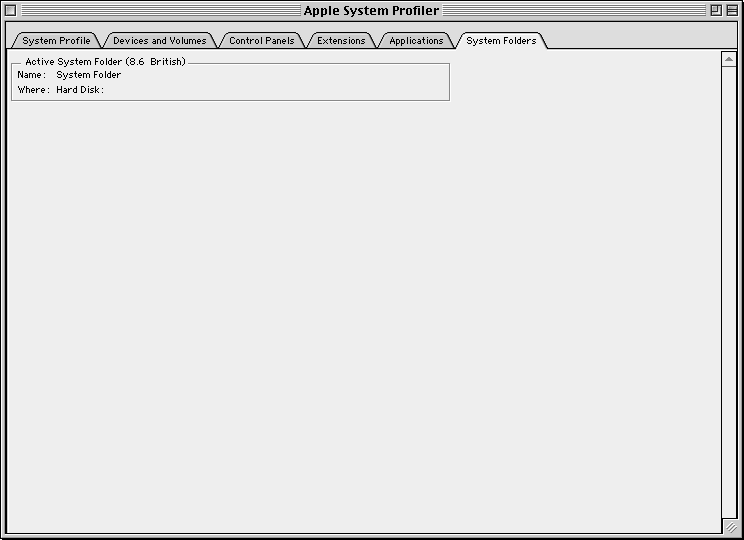 Apple System Profiler
System Profile Devices and Volumes Control Panels Extensions Applications System Folders
Active System Folder (8.6 British)
Name: System Folder
Where: Hard Disk: